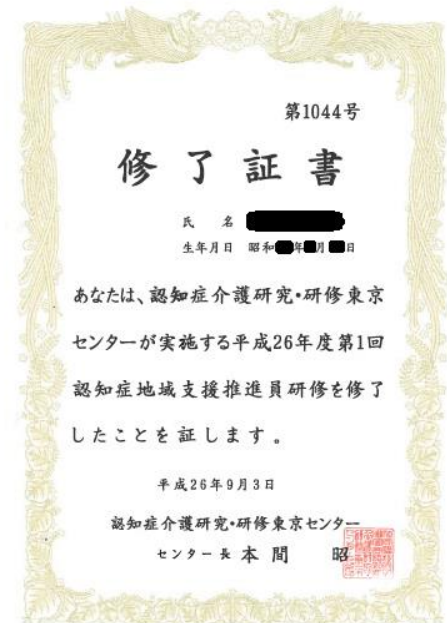 第1044号
修了証書
氏 名
生年月日 昭和 年 月 日
あなたは、認知症介護研究・研修東京
センターが実施する平成26年度第1回
認知症地域支援推進員研修を修了
したことを証します。
平成26年9月3日
認知症介護研究・研修東京センター
センター長 本間 昭